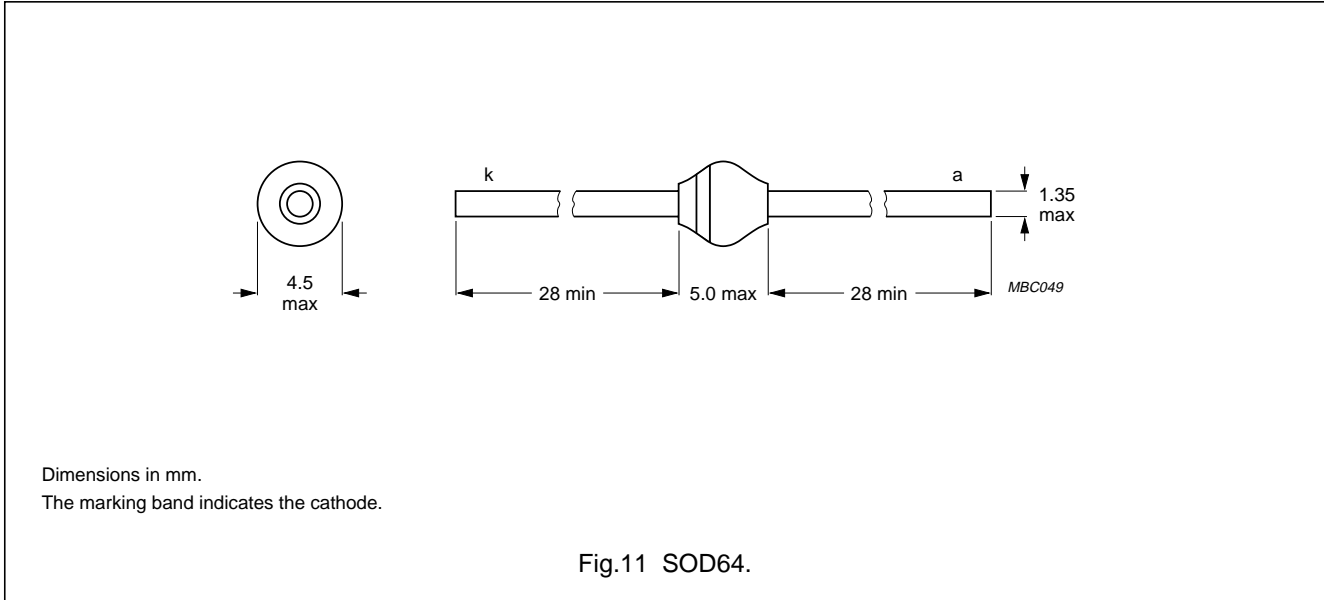 k
a
1.35
max
4.5
max
28 min
5.0 max
28 min
MBC049
Dimensions in mm.
The marking band indicates the cathode.
Fig.11 SOD64.